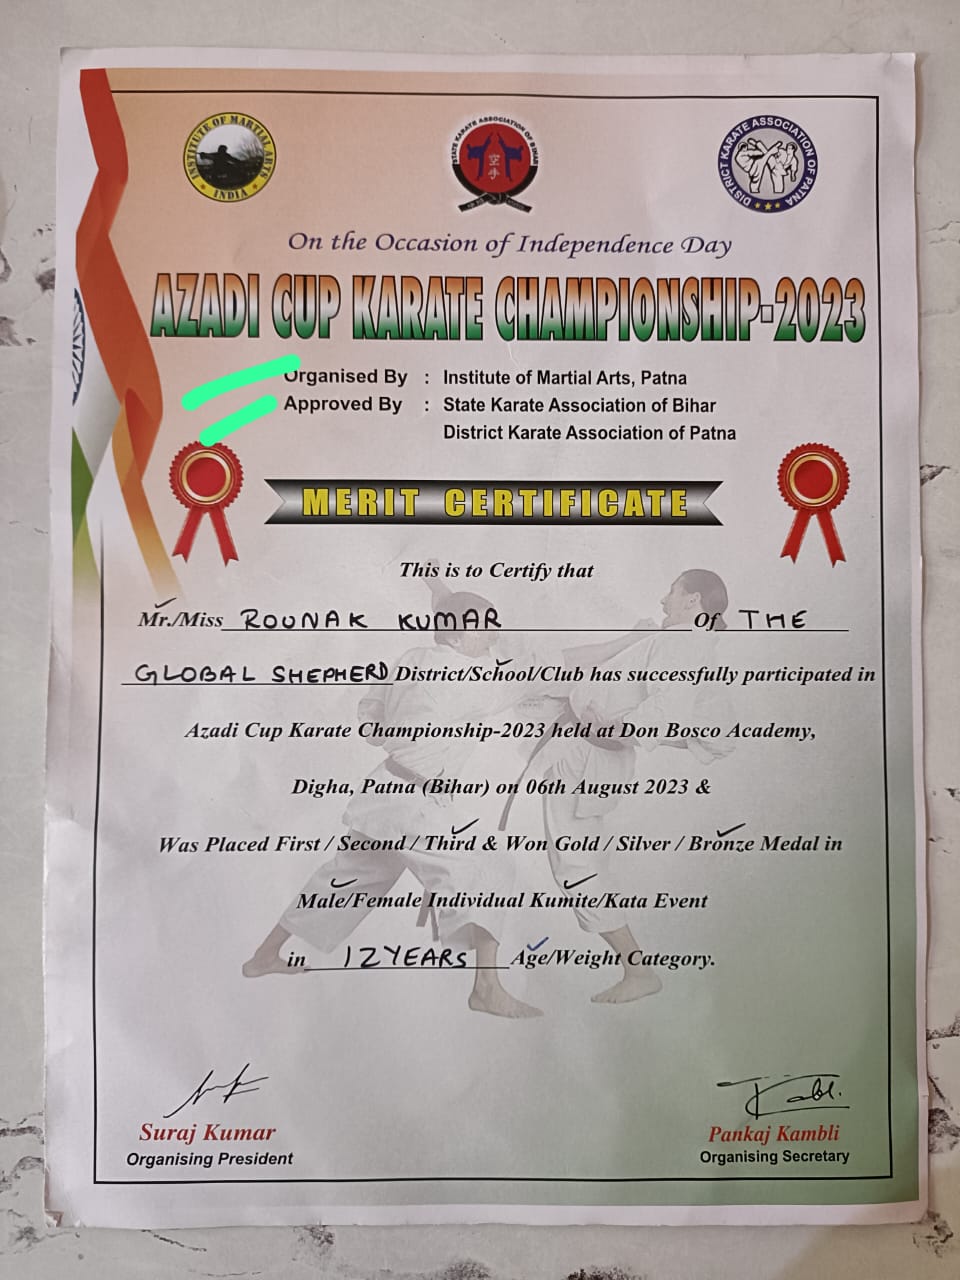 INSTITUTE OF MARTIAL ARTS
INDIA
STATE KARATE ASSOCIATION OF BIHAR
空手
DISTRICT KARATE ASSOCIATION OF PATNA
On the Occasion of Independence Day
AZADI CUP KARATE CHAMPIONSHIP-2023
Organised By : Institute of Martial Arts, Patna
Approved By : State Karate Association of Bihar
District Karate Association of Patna
MERIT CERTIFICATE
This is to Certify that
Mr./Miss ROUNAK KUMAR Of THE
GLOBAL SHEPHERD District/School/Club has successfully participated in
Azadi Cup Karate Championship-2023 held at Don Bosco Academy,
Digha, Patna (Bihar) on 06th August 2023 &
Was Placed First / Second / Third & Won Gold / Silver / Bronze Medal in
Male/Female Individual Kumite/Kata Event
in 12 YEARS Age/Weight Category.
Suraj Kumar
Organising President
Pankaj Kambli
Organising Secretary